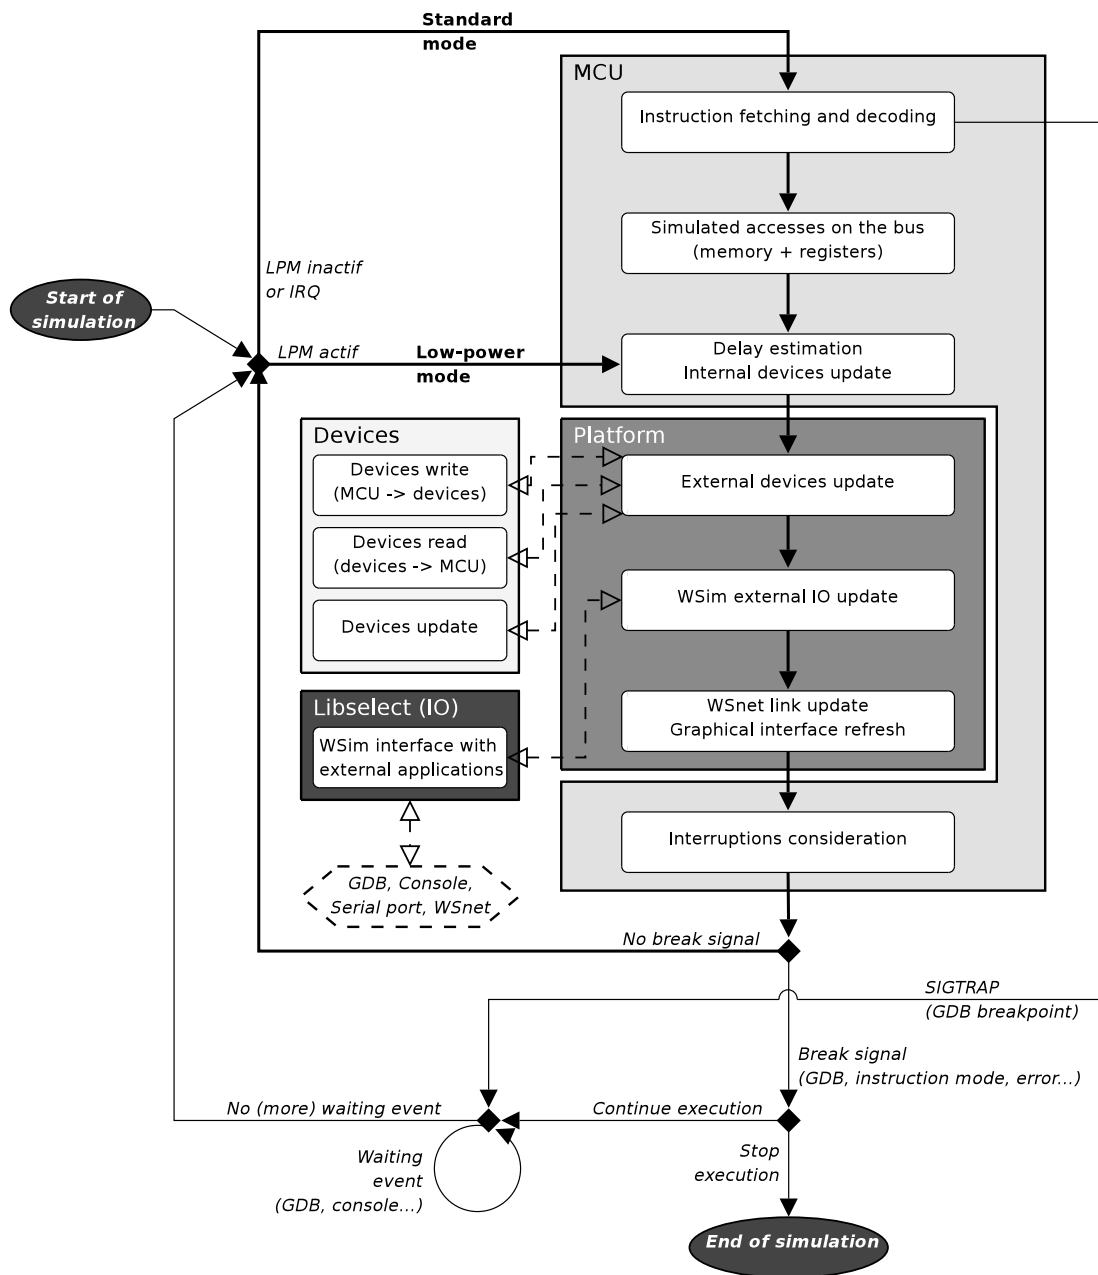 Standard
mode
MCU
Instruction fetching and decoding
Simulated accesses on the bus
(memory + registers)
LPM inactif
or IRQ
Start of
simulation
LPM actif
Low-power
mode
Delay estimation
Internal devices update
Devices
Platform
Devices write
(MCU -> devices)
External devices update
Devices read
(devices -> MCU)
WSim external IO update
Devices update
Libselect (IO)
WSnet link update
Graphical interface refresh
WSim interface with
external applications
Interruptions consideration
GDB, Console,
Serial port, WSnet
No break signal
SIGTRAP
(GDB breakpoint)
Break signal
(GDB, instruction mode, error...)
No (more) waiting event
Continue execution
Waiting
event
(GDB, console...)
Stop
execution
End of simulation